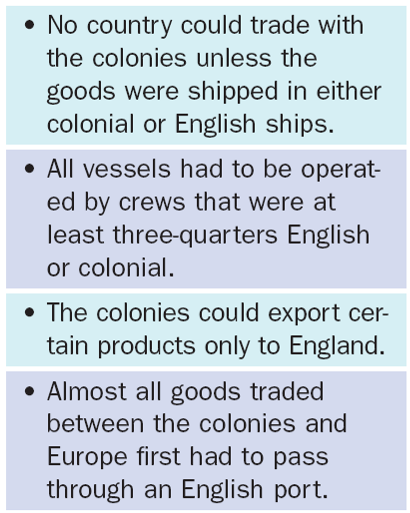 • No country could trade with
the colonies unless the
goods were shipped in either
colonial or English ships.
• All vessels had to be operat-
ed by crews that were at
least three-quarters English
or colonial.
• The colonies could export cer-
tain products only to England.
• Almost all goods traded
between the colonies and
Europe first had to pass
through an English port.